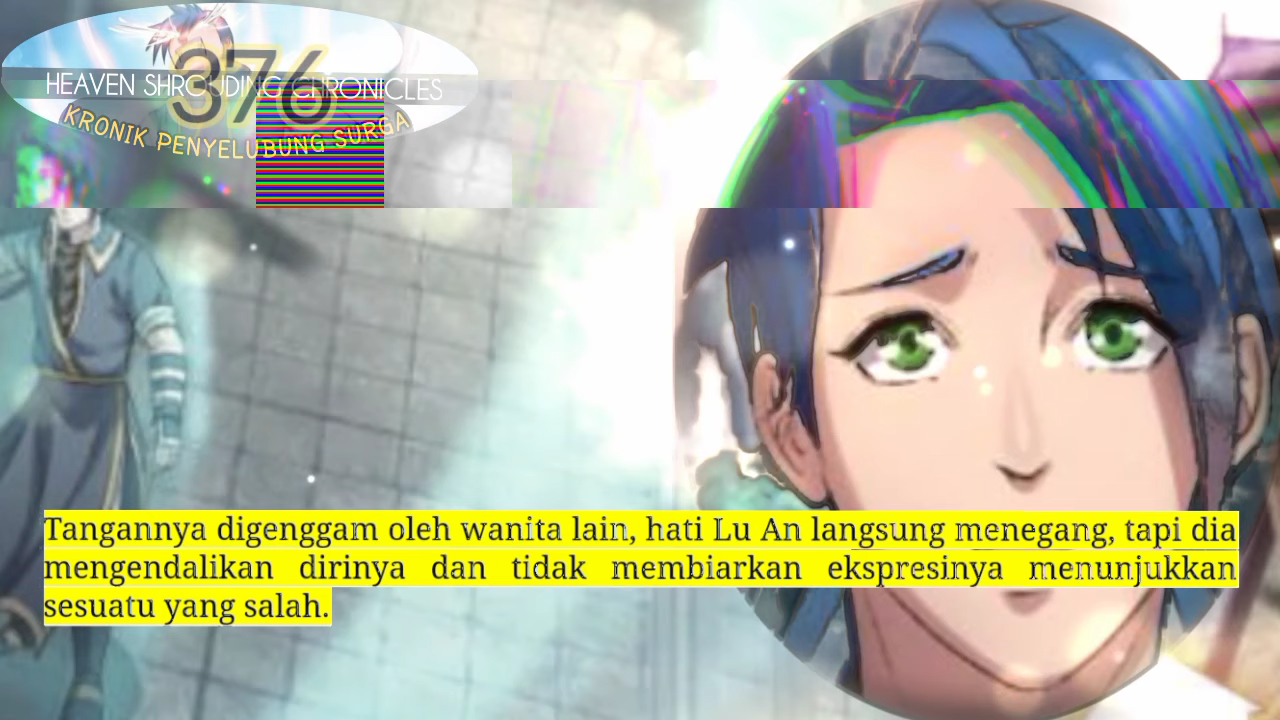 376
HEAVEN SHROUDING CHRONICLES
KRONIK PENYELUBUNG SURGA
Tangannya digenggam oleh wanita lain, hati Lu An langsung menegang, tapi dia
mengendalikan dirinya dan tidak membiarkan ekspresinya menunjukkan
sesuatu yang salah.